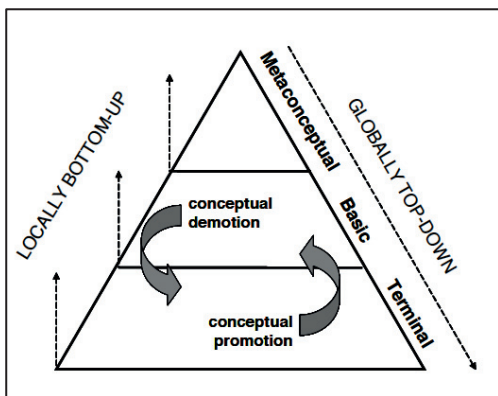 LOCALLY BOTTOM-UP
Metaconceptual
GLOBALLY TOP-DOWN
Basic
Terminal
conceptual
demotion
conceptual
promotion